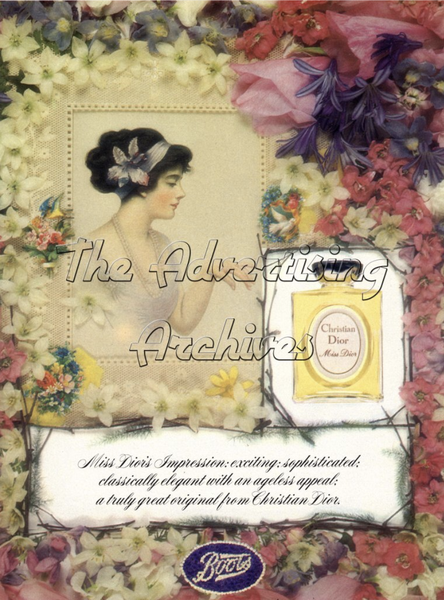 The Advertising
Archives
Christian
Dior
Miss Dior
Miss Dior's Impression: exciting; sophisticated;
classically elegant with an ageless appeal;
a truly great original from Christian Dior.
Boots